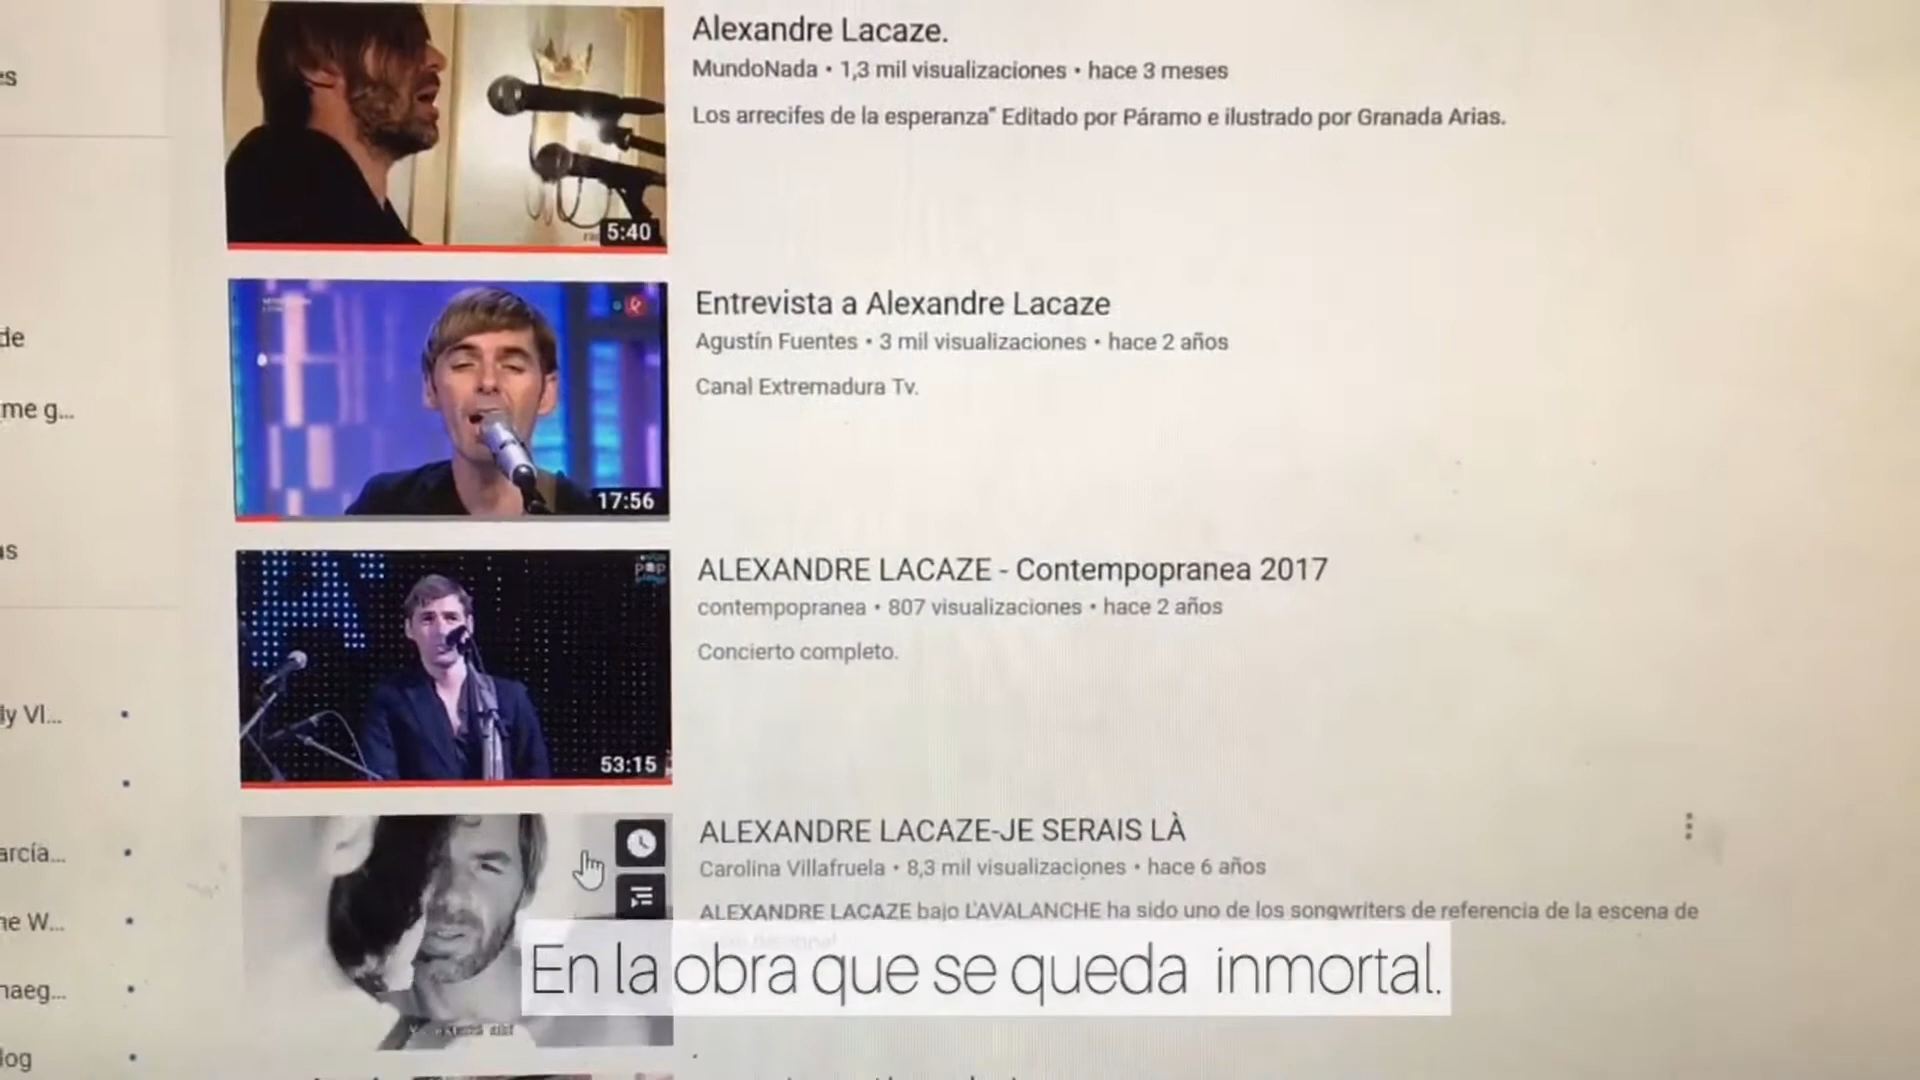 Alexandre Lacaze.
MundoNada • 1,3 mil visualizaciones • hace 3 meses
Los arrecifes de la esperanza" Editado por Páramo e ilustrado por Granada Arias.
5:40
Entrevista a Alexandre Lacaze
Agustín Fuentes • 3 mil visualizaciones • hace 2 años
Canal Extremadura Tv.
17:56
ALEXANDRE LACAZE - Contempopranea 2017
contempopranea • 807 visualizaciones • hace 2 años
Concierto completo.
pop
53:15
ALEXANDRE LACAZE-JE SERAIS LÀ
Carolina Villafruela • 8,3 mil visualizaciones • hace 6 años
ALEXANDRE LACAZE bajo L'AVALANCHE ha sido uno de los songwriters de referencia de la escena de
En la obra que se queda inmortal.
s
de
me g...
as
ly Vl...
arcía...
ne W...
naeg...
log